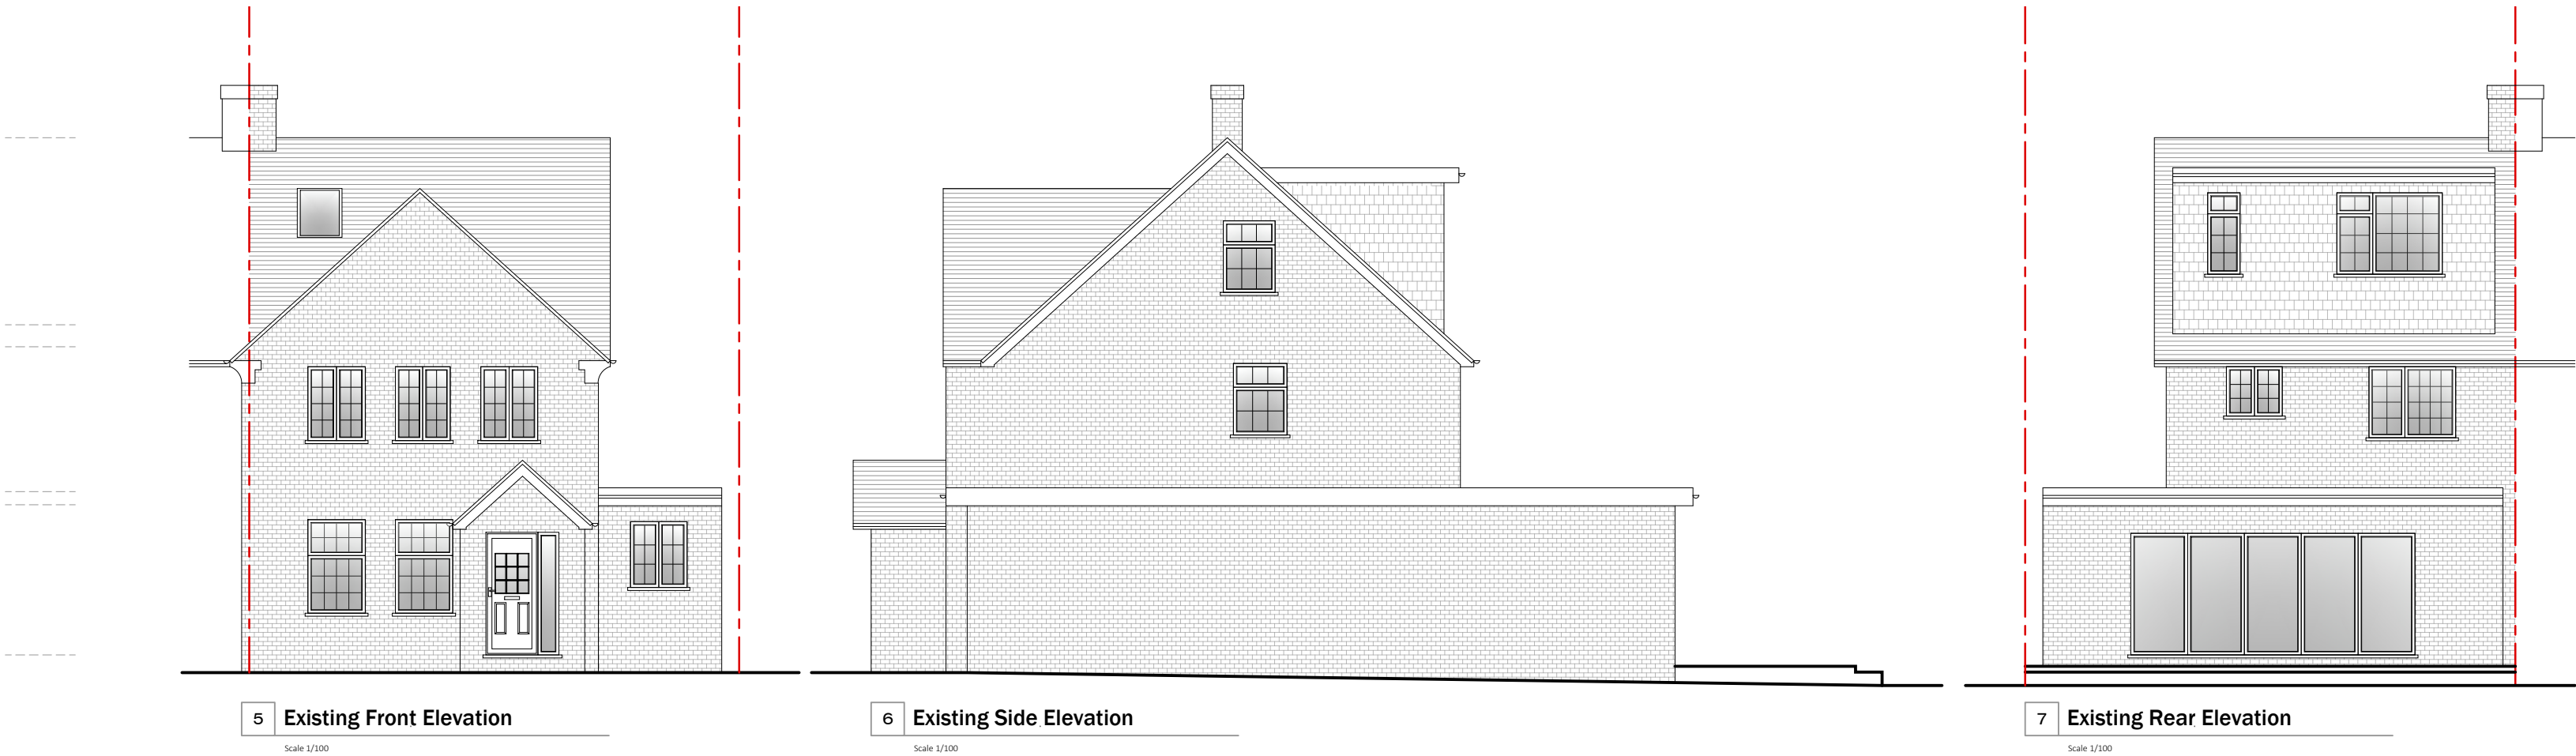 5 Existing Front Elevation
Scale 1/100
6 Existing Side Elevation
Scale 1/100
7 Existing Rear Elevation
Scale 1/100